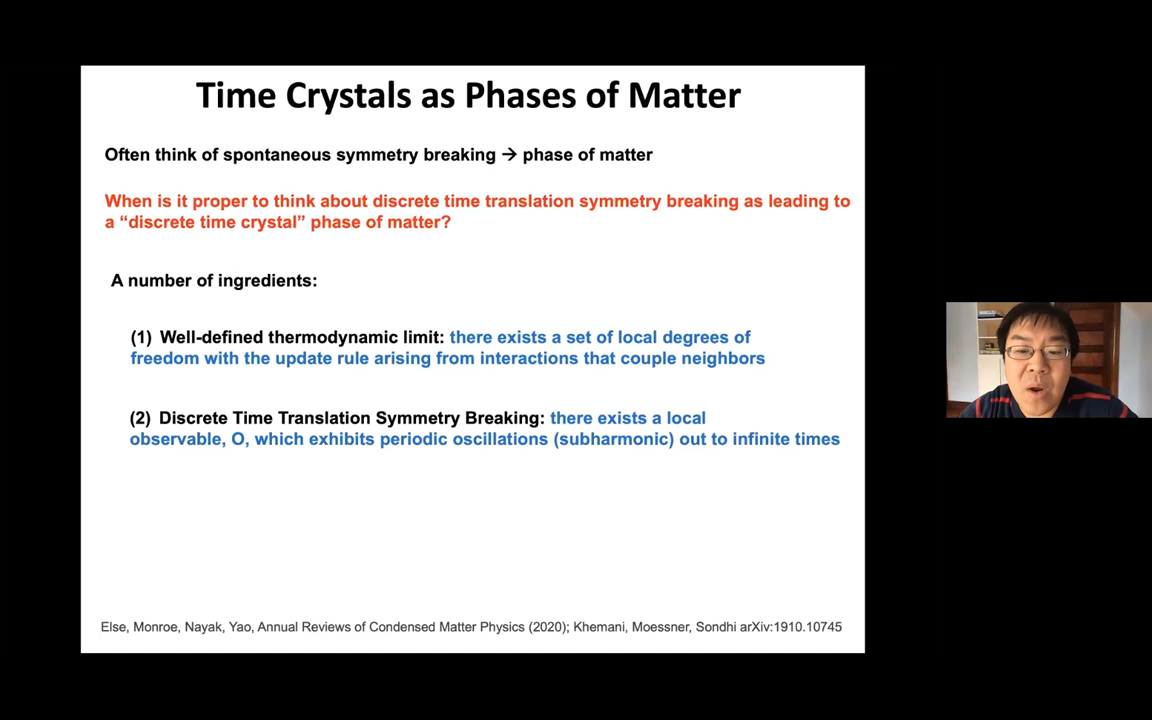 Time Crystals as Phases of Matter
Often think of spontaneous symmetry breaking → phase of matter
When is it proper to think about discrete time translation symmetry breaking as leading to
a “discrete time crystal” phase of matter?
A number of ingredients:
(1) Well-defined thermodynamic limit: there exists a set of local degrees of
freedom with the update rule arising from interactions that couple neighbors
(2) Discrete Time Translation Symmetry Breaking: there exists a local
observable, O, which exhibits periodic oscillations (subharmonic) out to infinite times
Else, Monroe, Nayak, Yao, Annual Reviews of Condensed Matter Physics (2020); Khemani, Moessner, Sondhi arXiv:1910.10745